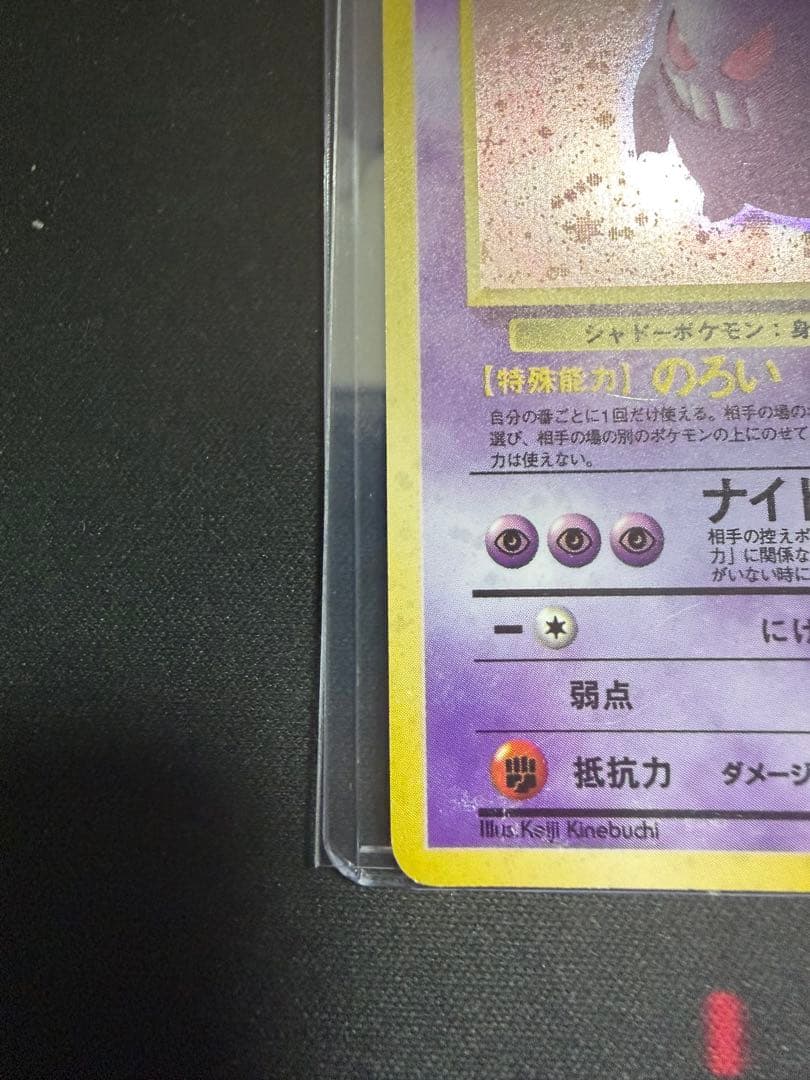 シャドーポケモン：身
【特殊能力】 のろい
自分の番ごとに1回だけ使える。相手の場の
選び、相手の場の別のポケモンの上にのせて
力は使えない。
ナイト
相手の控えポ
力」に関係な
がいない時に
にけ
弱点
抵抗力 ダメージ
Illus.Keiji Kinebuchi